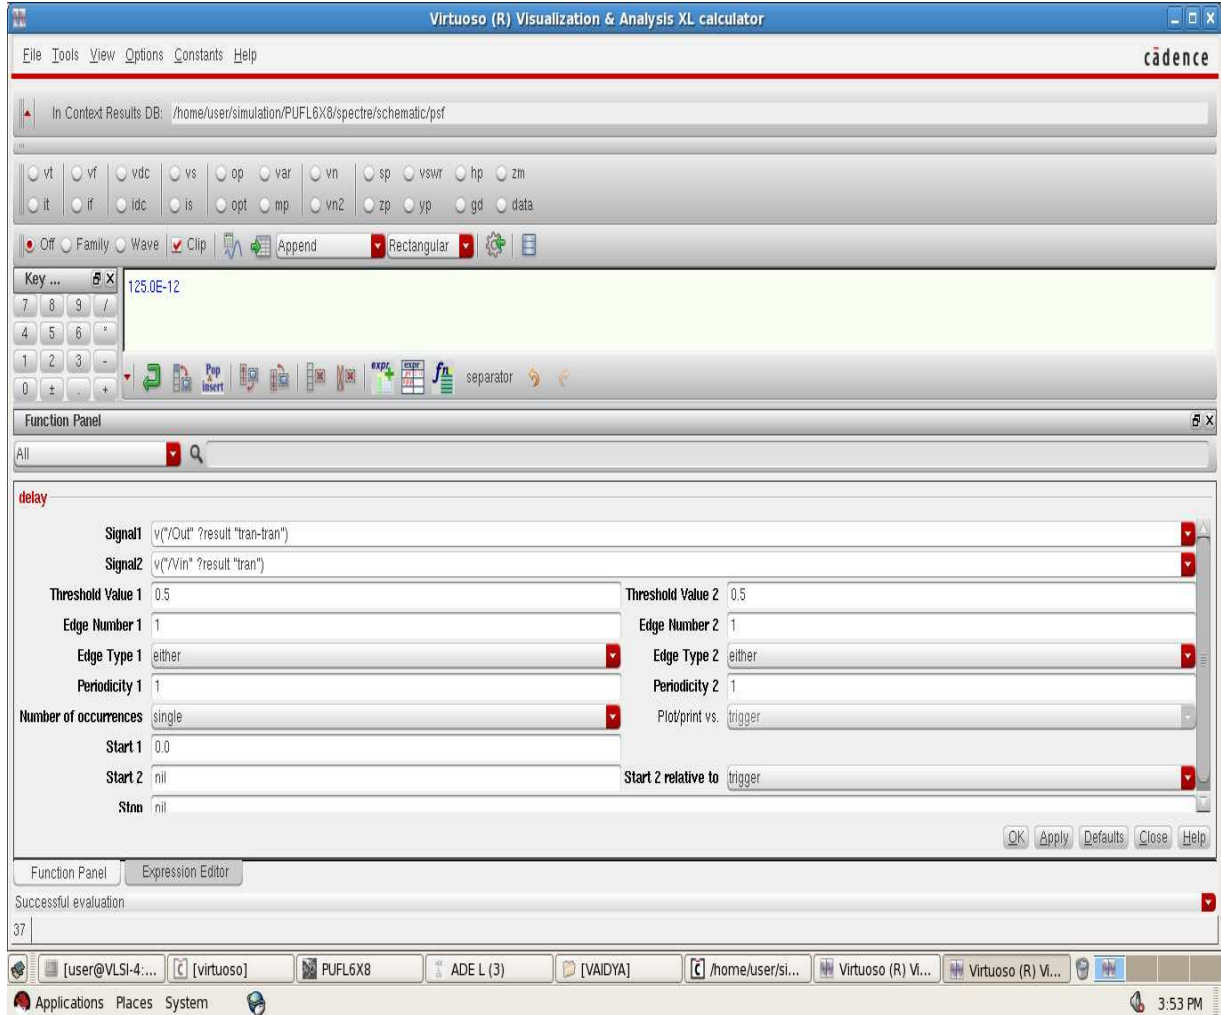 Virtuoso (R) Visualization & Analysis XL calculator
File Tools View Options Constants Help
cādence
In Context Results DB: /home/user/simulation/PUFL6X8/spectre/schematic/psf
vt vf vdc vs op var vn sp vswr hp zm
it if idc is opt mp vn2 zp yp gd data
Off Family Wave Clip Append Rectangular
Key ...
125.0E-12
7 8 9 /
4 5 6 *
1 2 3 -
0 ± . +
Pop & insert
expr
expr
fn
separator
Function Panel
All
delay
Signal1 v("/Out" ?result "tran-tran")
Signal2 v("/Vin" ?result "tran")
Threshold Value 1 0.5 Threshold Value 2 0.5
Edge Number 1 1 Edge Number 2 1
Edge Type 1 either Edge Type 2 either
Periodicity 1 1 Periodicity 2 1
Number of occurrences single Plot/print vs. trigger
Start 1 0.0
Start 2 nil Start 2 relative to trigger
Stop nil
OK Apply Defaults Close Help
Function Panel Expression Editor
Successful evaluation
37
[user@VLSI-4:... [virtuoso] PUFL6X8 ADE L (3) [VAIDYA] /home/user/si... Virtuoso (R) Vi... Virtuoso (R) Vi...
Applications Places System 3:53 PM